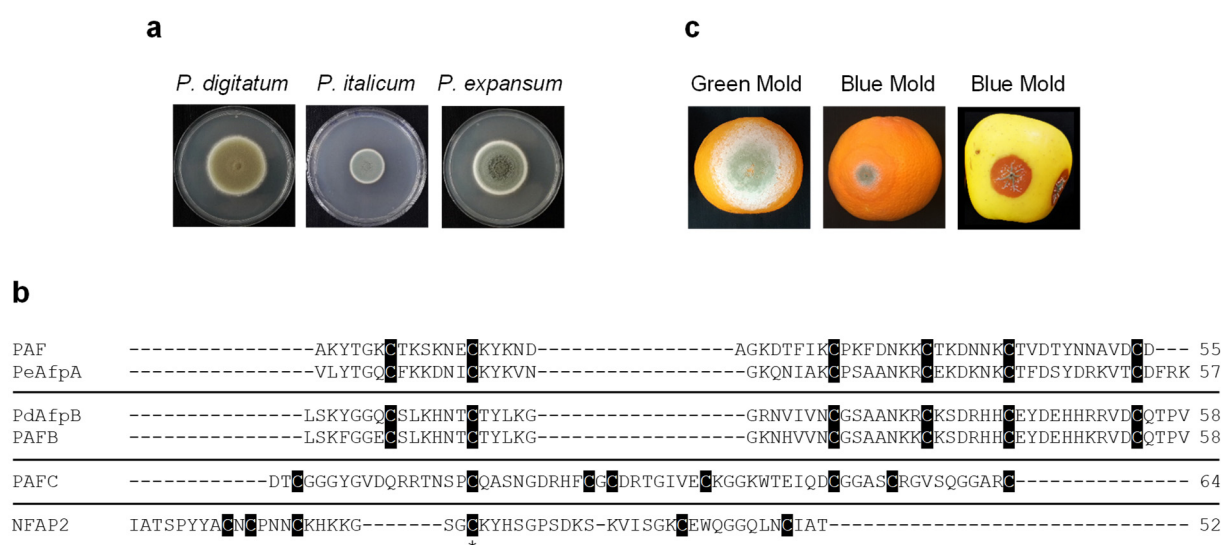 a
P. digitatum P. italicum P. expansum
c
Green Mold Blue Mold Blue Mold
b
PAF ----------------AKYTGKCTKSKNECKYKND-----------------AGKDTFIKCPKFDNKKCTKDNNKCTVDTYNNAVDCD--- 55
PeAfpA ----------------VLYTGQCFKKDNICKYKVN------------------GKQNIAKCPSAANKRCEKDKNKCTFDSYDRKVTCDFRK 57
PdAfpB ---------------LSKYGGQCSLKHNTCTYLKG------------------GRNVIVNCGSAANKRCKSDRHHCEYDEHHRRVDCQTPV 58
PAFB ---------------LSKFGGECSLKHNTCTYLKG------------------GKNHVVNCGSAANKKCKSDRHHCEYDEHHKRVDCQTPV 58
PAFC ------------DTCGGGYGVDQRRTNSPCQASNGDRHFCGCDRTGIVECKGGKWTEIQDCGGASCRGVSQGGARC--------------- 64
NFAP2 IATSPYYACNCPNNCKHKKG-------SGCKYHSGPSDKS-KVISGKCEWQGGQLNCIAT------------------------------- 52
*